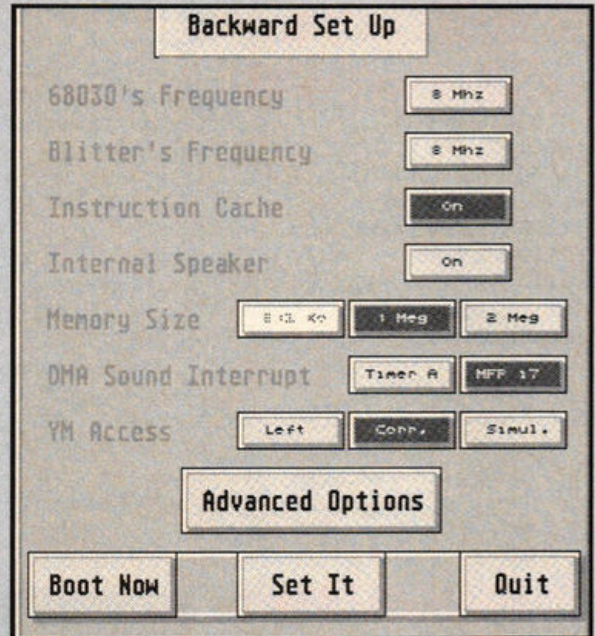 Backward Set Up
68030's Frequency 8 Mhz
Blitter's Frequency 8 Mhz
Instruction Cache On
Internal Speaker On
Memory Size 1 Meg 2 Meg
DMA Sound Interrupt Timer A MFP 17
YM Access Left Corr. Simul.
Advanced Options
Boot Now Set It Quit